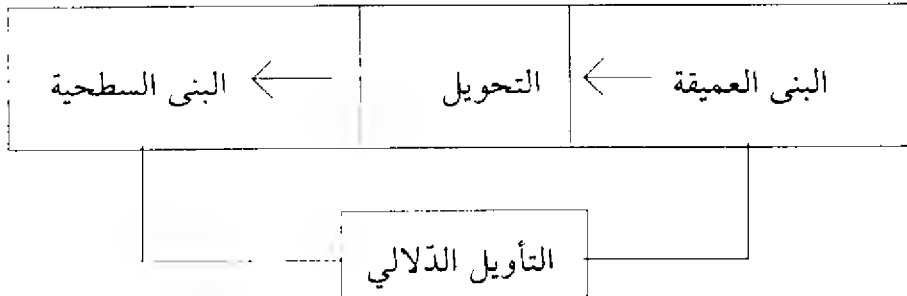 البنى العميقة ← التحويل ← البنى السطحية
التأويل الدّلالي